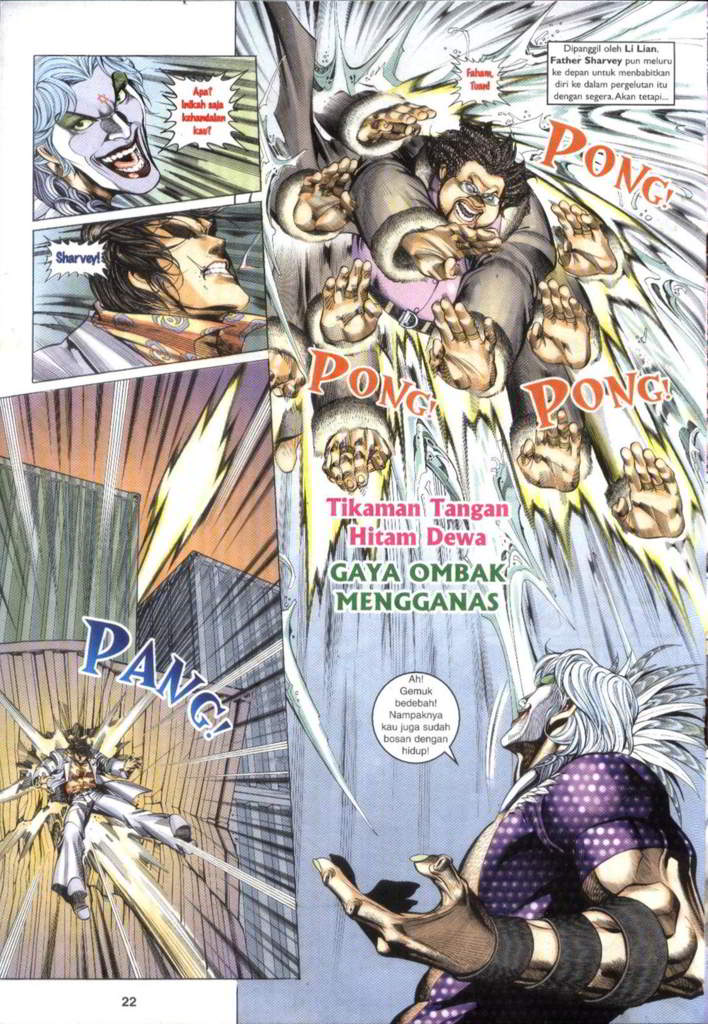 Apa?
Inikah saja
kehandalan
kau?
Sharvey!
PANG!
Faham,
Tuan!
Dipanggil oleh Li Lian,
Father Sharvey pun meluru
ke depan untuk menbabitkan
diri ke dalam pergelutan itu
dengan segera. Akan tetapi...
PONG!
PONG!
PONG!
Tikaman Tangan
Hitam Dewa
GAYA OMBAK
MENGGANAS
Ah!
Gemuk
bedebah!
Nampaknya
kau juga sudah
bosan dengan
hidup!
22